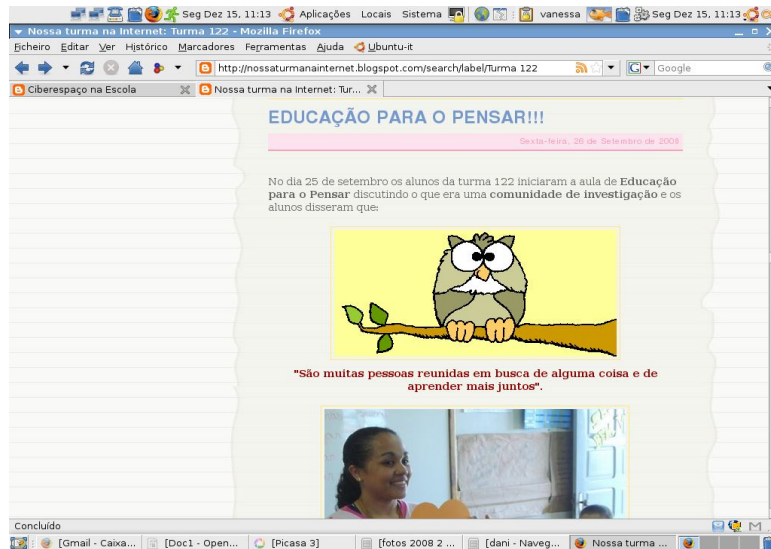 Seg Dez 15, 11:13 Aplicações Locais Sistema vanessa Seg Dez 15, 11:13
Nossa turma na Internet: Turma 122 - Mozilla Firefox
Ficheiro Editar Ver Histórico Marcadores Ferramentas Ajuda Ubuntu-it
http://nossaturmanainternet.blogspot.com/search/label/Turma 122 Google
Ciberespaço na Escola Nossa turma na Internet: Tur...
EDUCAÇÃO PARA O PENSAR!!!
Sexta-feira, 26 de Setembro de 2008
No dia 25 de setembro os alunos da turma 122 iniciaram a aula de Educação
para o Pensar discutindo o que era uma comunidade de investigação e os
alunos disseram que:
"São muitas pessoas reunidas em busca de alguma coisa e de
aprender mais juntos".
Concluído
[Gmail - Caixa... [Doc1 - Open... [Picasa 3] [fotos 2008 2 ... [dani - Naveg... Nossa turma ...